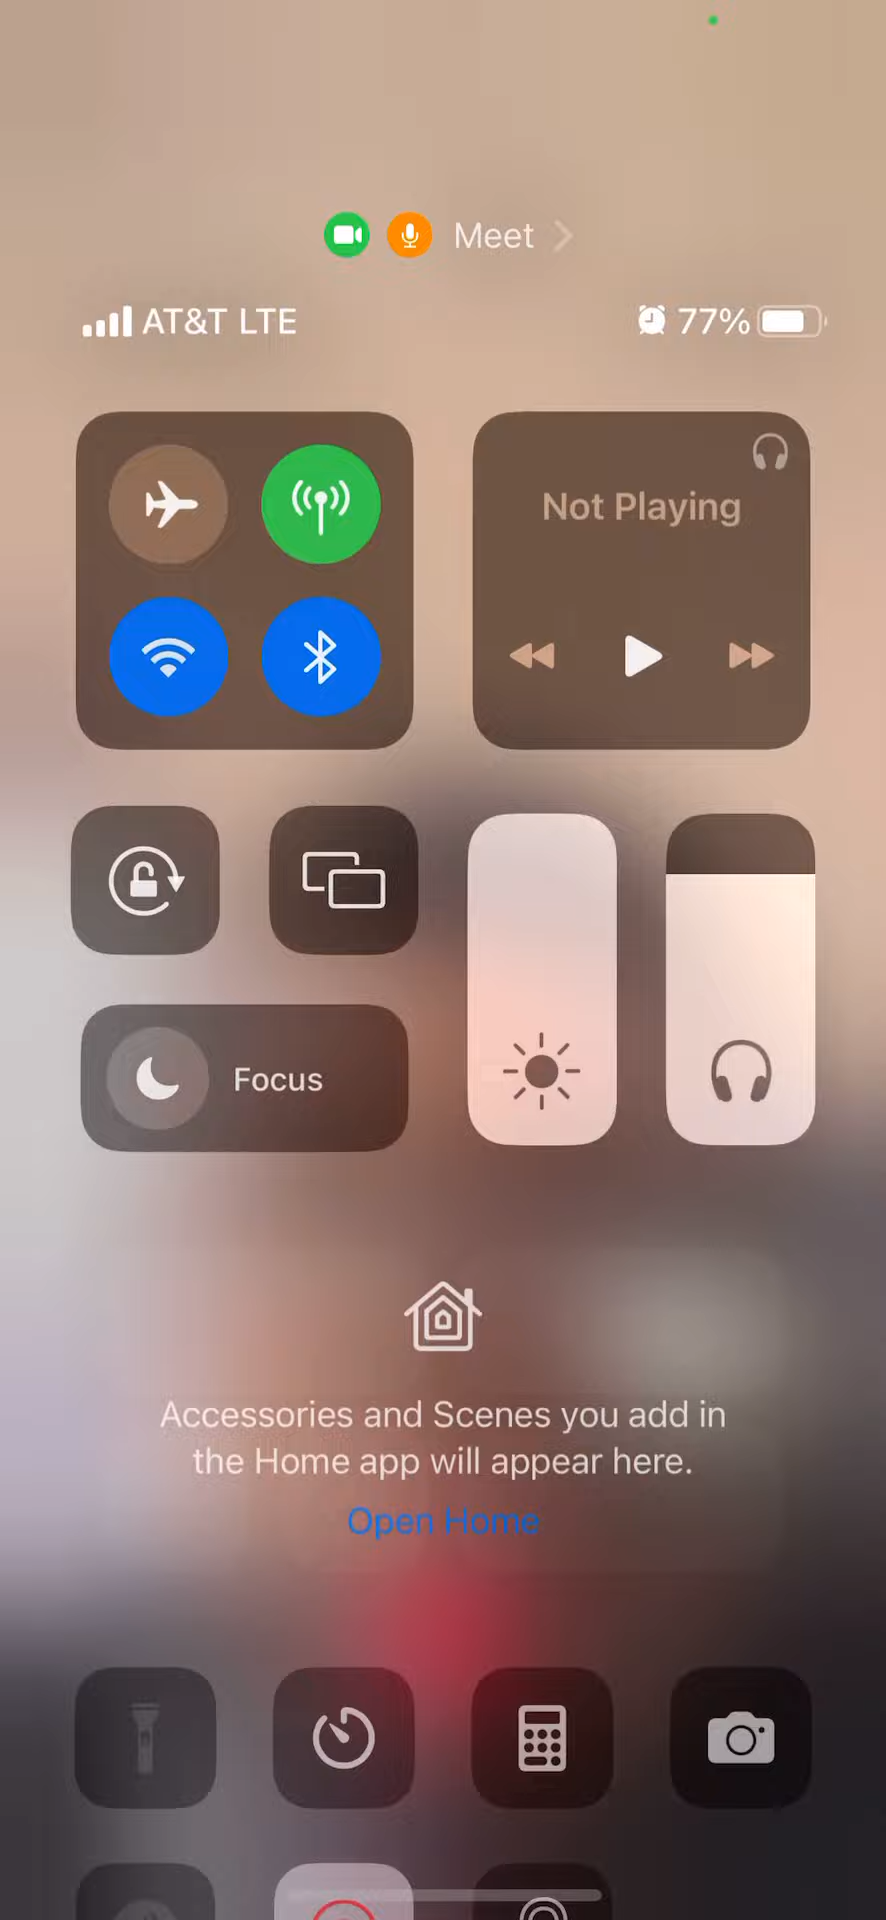 Meet
AT&T LTE
77%
Not Playing
Focus
Accessories and Scenes you add in
the Home app will appear here.
Open Home